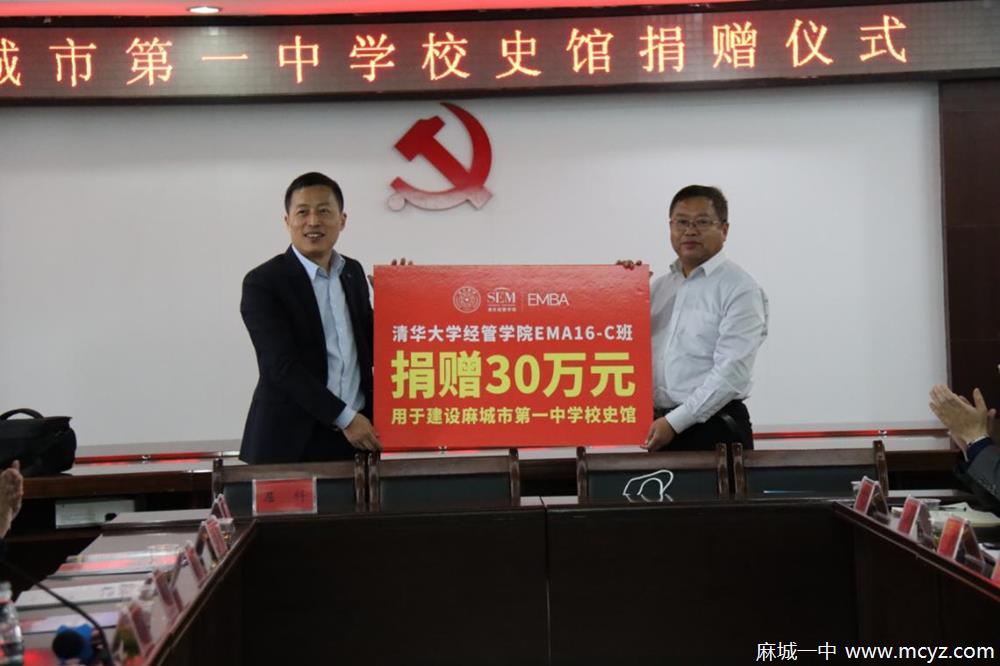 城市第一中学校史馆捐赠仪式
SEM EMBA
清华大学经管学院EMA16-C班
捐赠30万元
用于建设麻城市第一中学校史馆
麻城一中 www.mcyz.com